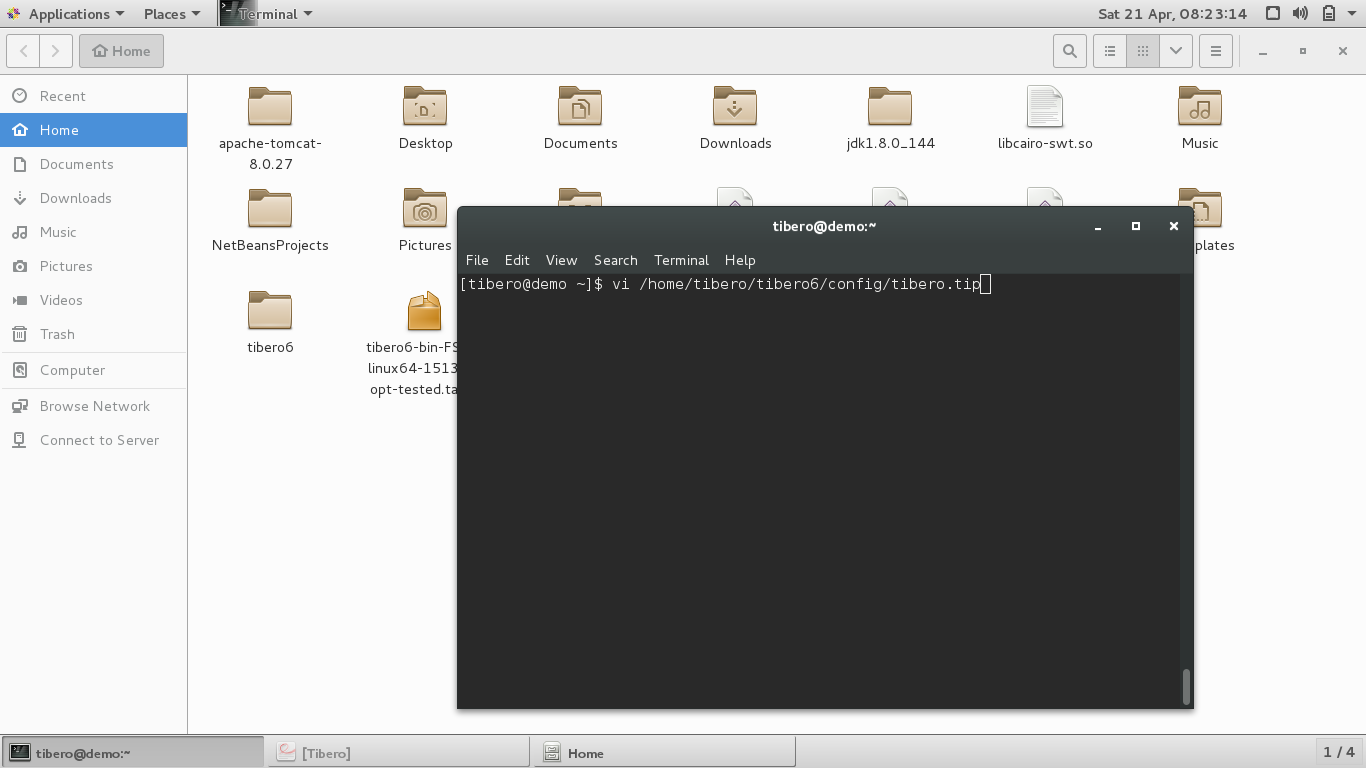 Applications Places Terminal Sat 21 Apr, 08:23:14
Home
Recent
Home
Documents
Downloads
Music
Pictures
Videos
Trash
Computer
Browse Network
Connect to Server
apache-tomcat-
8.0.27
Desktop
Documents
Downloads
jdk1.8.0_144
libcairo-swt.so
Music
NetBeansProjects
Pictures
plates
tibero6
tibero6-bin-FS
linux64-1513
opt-tested.ta
tibero@demo:~
File Edit View Search Terminal Help
[tibero@demo ~]$ vi /home/tibero/tibero6/config/tibero.tip
tibero@demo:~ [Tibero] Home 1 / 4